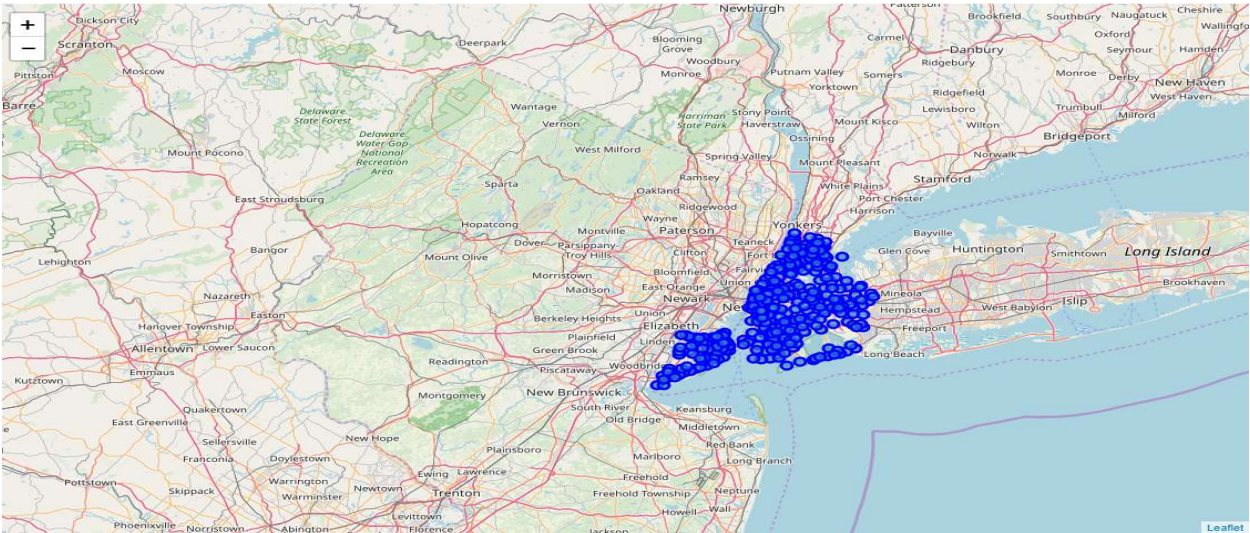 +
−
Dickson City
Scranton
Pittston
Moscow
Barre
Mount Pocono
East Stroudsburg
Delaware
State Forest
Delaware
Water Gap
National
Recreation
Area
Deerpark
Wantage
Vernon
Sparta
Hopatcong
Dover
Mount Olive
Newburgh
Blooming
Grove
Woodbury
Monroe
Harriman
State Park
West Milford
Stony Point
Haverstraw
Spring Valley
Ramsey
Oakland
Ridgewood
Wayne
Paterson
Montville
Parsippany-
Troy Hills
Clifton
Teaneck
Bloomfield
East Orange
Morristown
Madison
Newark
Union
Elizabeth
Linden
Berkeley Heights
Plainfield
Green Brook
Piscataway
Woodbridge
New Brunswick
South River
Old Bridge
Carmel
Putnam Valley
Yorktown
Somers
Mount Kisco
Ossining
Mount Pleasant
White Plains
Port Chester
Harrison
Yonkers
Patterson
Brookfield
Southbury
Naugatuck
Cheshire
Oxford
Wallingfo
Danbury
Seymour
Hamden
Ridgebury
Monroe
Derby
New Haven
Ridgefield
West Haven
Lewisboro
Trumbull
Milford
Wilton
Bridgeport
Norwalk
Stamford
Bayville
Glen Cove
Huntington
Smithtown
Long Island
Brookhaven
Mineola
Hempstead
West Babylon
Islip
Freeport
Long Beach
Lehighton
Bangor
Nazareth
Easton
Hanover Township
Allentown
Lower Saucon
Emmaus
Kutztown
Quakertown
East Greenville
Sellersville
Franconia
Doylestown
Pottstown
Skippack
Warrington
Warminster
Phoenixville
Norristown
Abington
New Hope
Newtown
Levittown
Ewing
Lawrence
Trenton
Florence
Readington
Montgomery
Plainsboro
Keansburg
Middletown
Marlboro
Red Bank
Long Branch
Freehold
Freehold Township
Neptune
Wall
Howell
Jackson
Leaflet